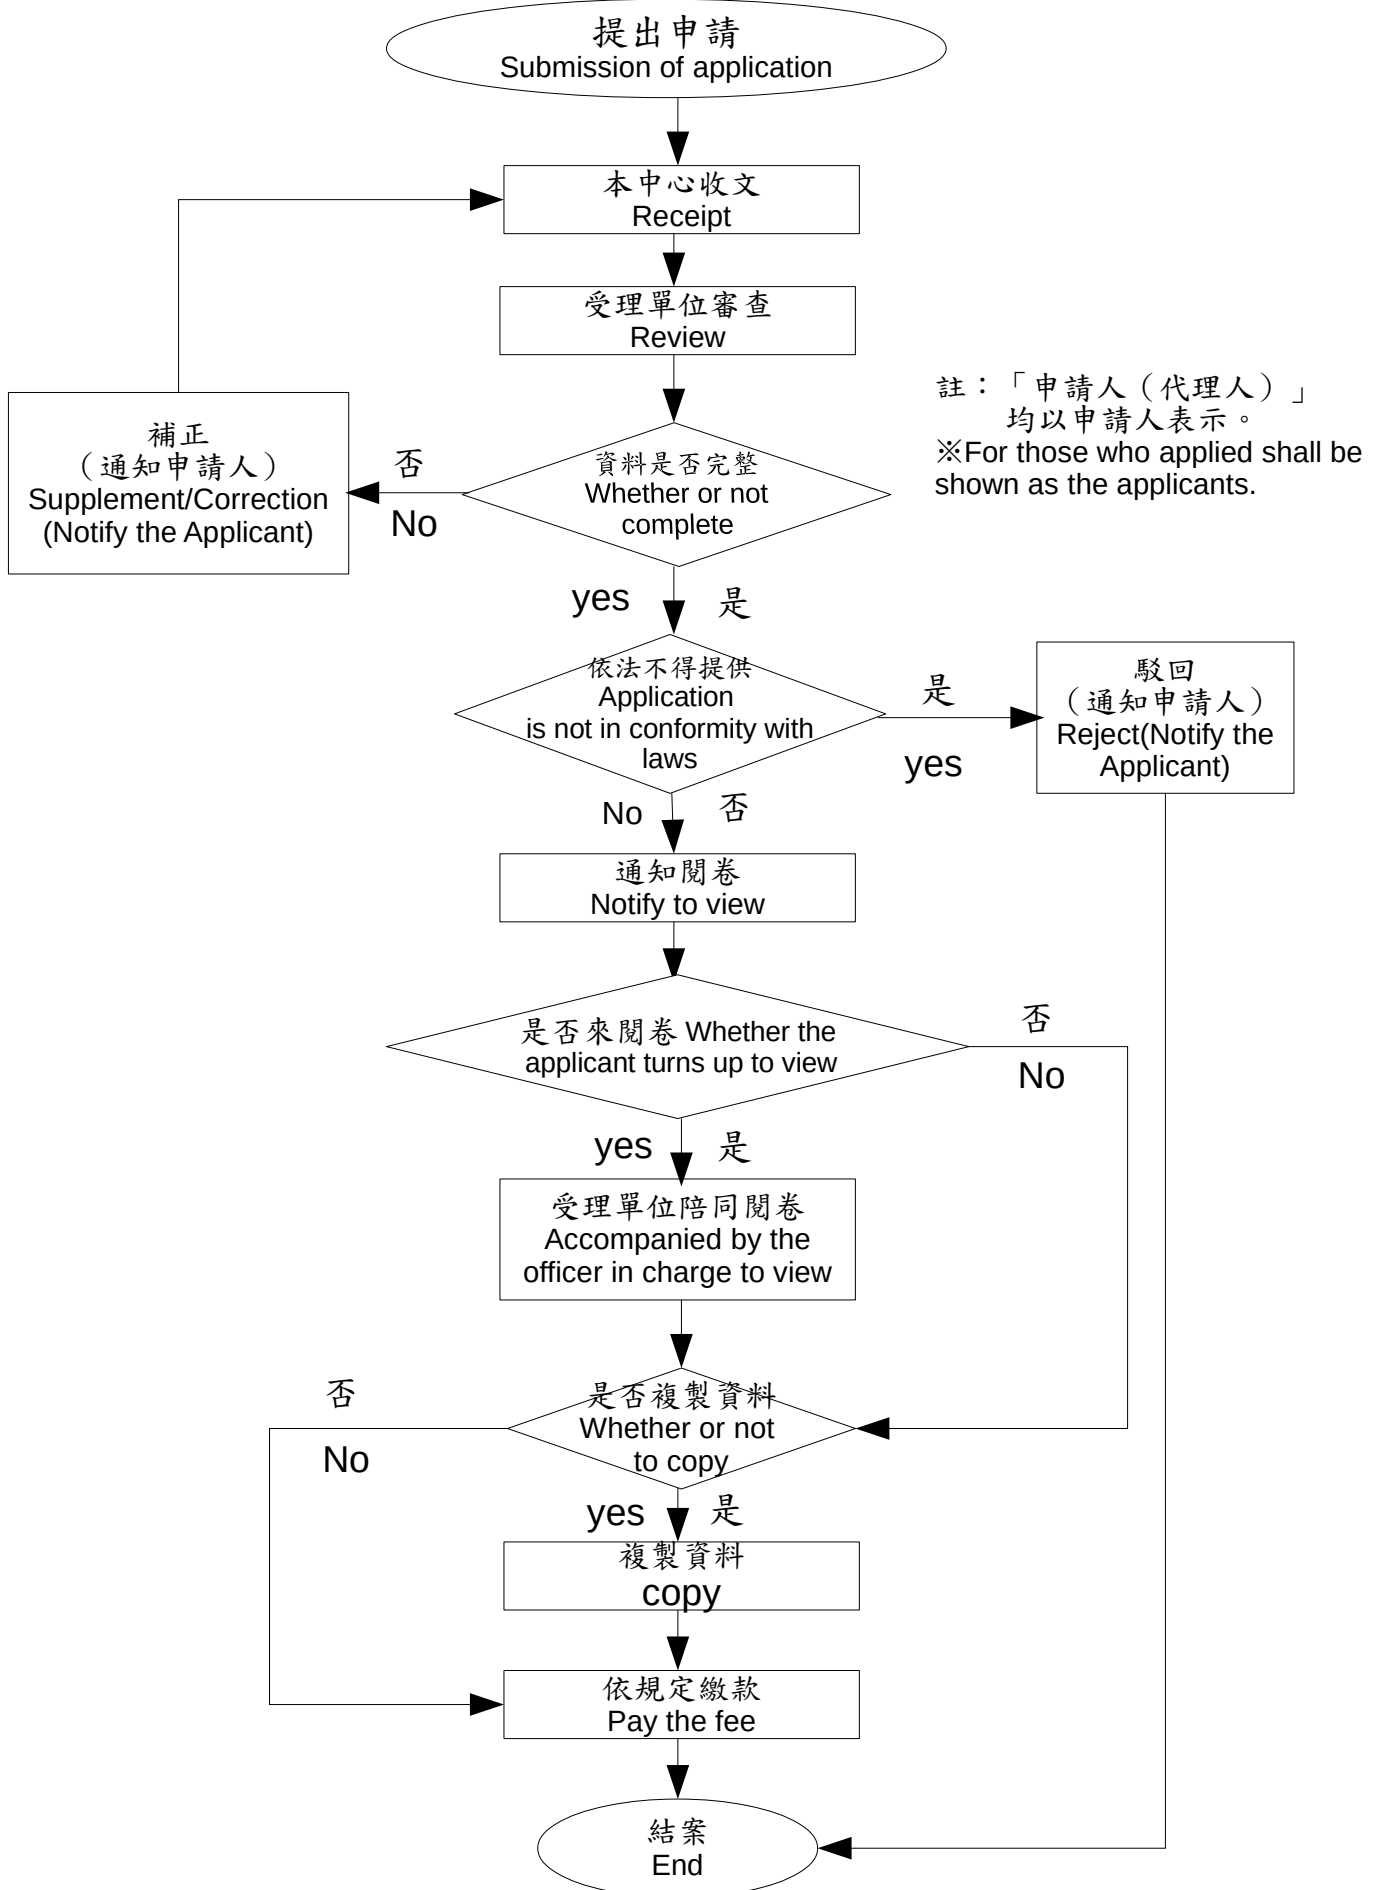 提出申請
Submission of application
本中心收文
Receipt
受理單位審查
Review
註：「申請人（代理人）」
均以申請人表示。
※For those who applied shall be
shown as the applicants.
補正
（通知申請人）
Supplement/Correction
(Notify the Applicant)
否
No
資料是否完整
Whether or not
complete
yes 是
依法不得提供
Application
is not in conformity with
laws
是
yes
駁回
（通知申請人）
Reject(Notify the
Applicant)
No 否
通知閱卷
Notify to view
是否來閱卷 Whether the
applicant turns up to view
否
No
yes 是
受理單位陪同閱卷
Accompanied by the
officer in charge to view
是否複製資料
Whether or not
to copy
否
No
yes 是
複製資料
copy
依規定繳款
Pay the fee
結案
End